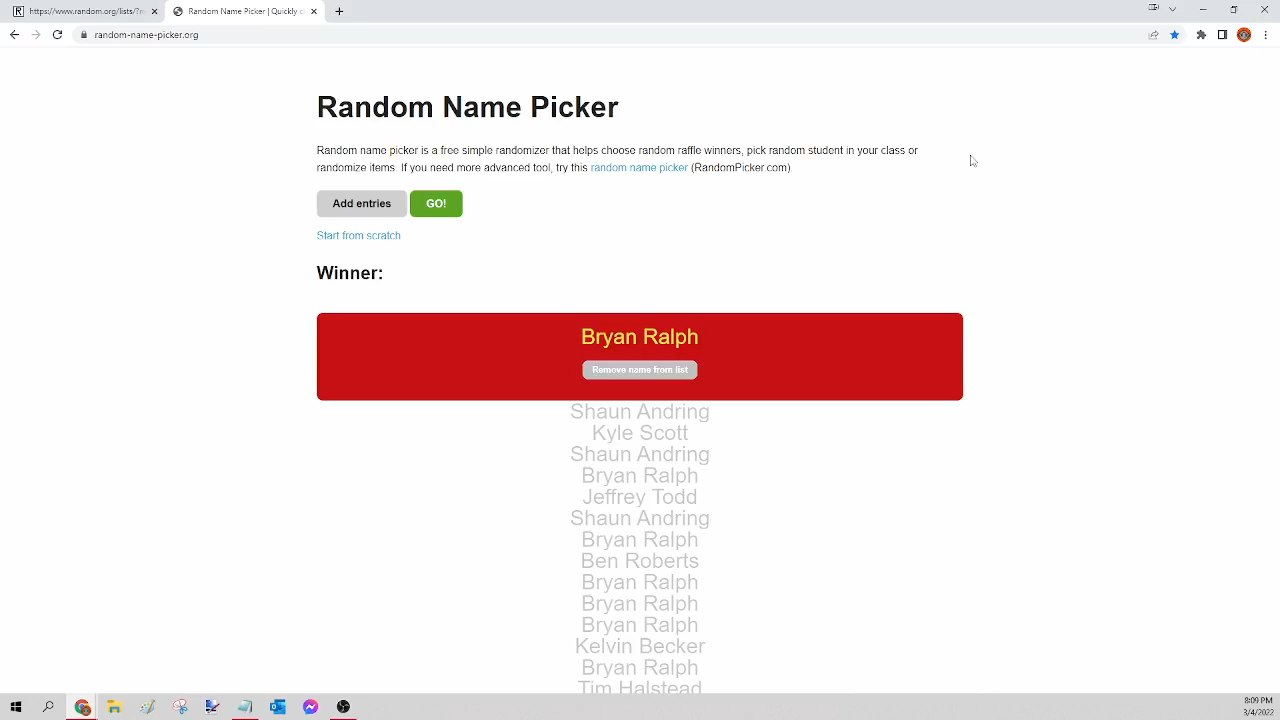 https://www.random.org/lists/?m
Random Name Picker | Quickly c
random-name-picker.org
Random Name Picker
Random name picker is a free simple randomizer that helps choose random raffle winners, pick random student in your class or
randomize items. If you need more advanced tool, try this random name picker (RandomPicker.com).
Add entries GO!
Start from scratch
Winner:
Bryan Ralph
Remove name from list
Shaun Andring
Kyle Scott
Shaun Andring
Bryan Ralph
Jeffrey Todd
Shaun Andring
Bryan Ralph
Ben Roberts
Bryan Ralph
Bryan Ralph
Bryan Ralph
Kelvin Becker
Bryan Ralph
Tim Halstead
8:09 PM
3/4/2022